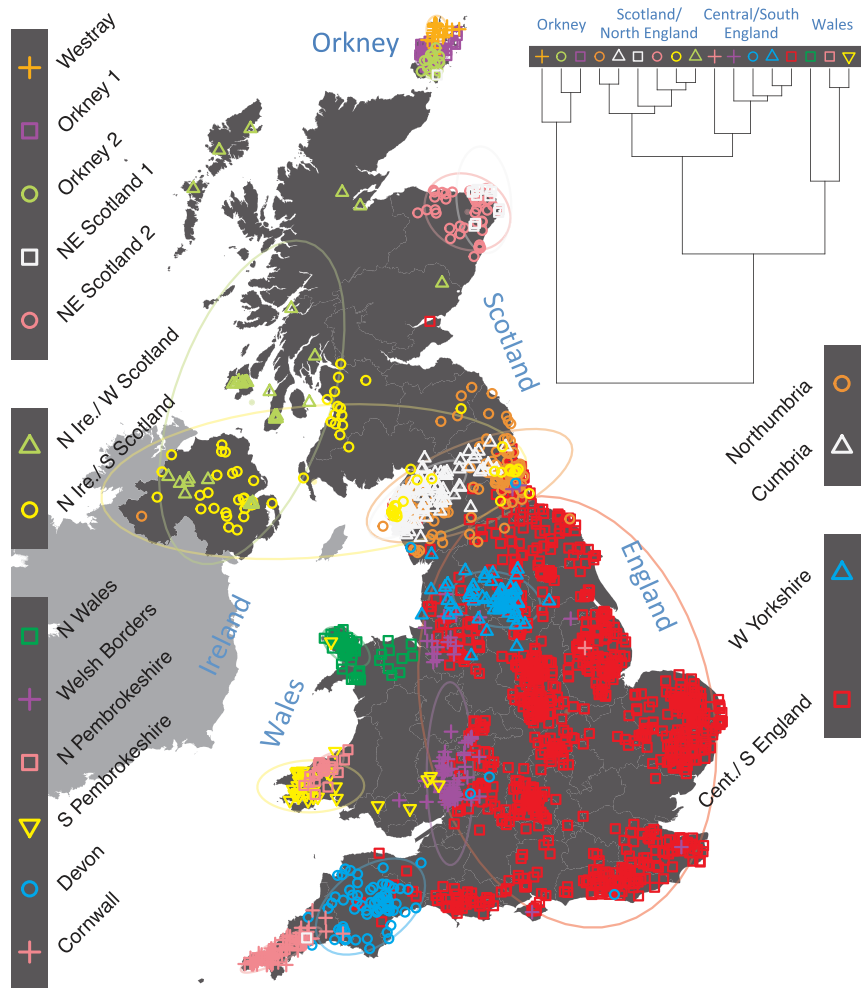 Orkney
Scotland/
North England
Central/South
England
Wales
Orkney
Westray
Orkney 1
Orkney 2
NE Scotland 1
NE Scotland 2
Scotland
N Ire./ W Scotland
N Ire./ S Scotland
Northumbria
Cumbria
England
Ireland
Wales
N Wales
Welsh Borders
N Pembrokeshire
S Pembrokeshire
Devon
Cornwall
W Yorkshire
Cent./ S England